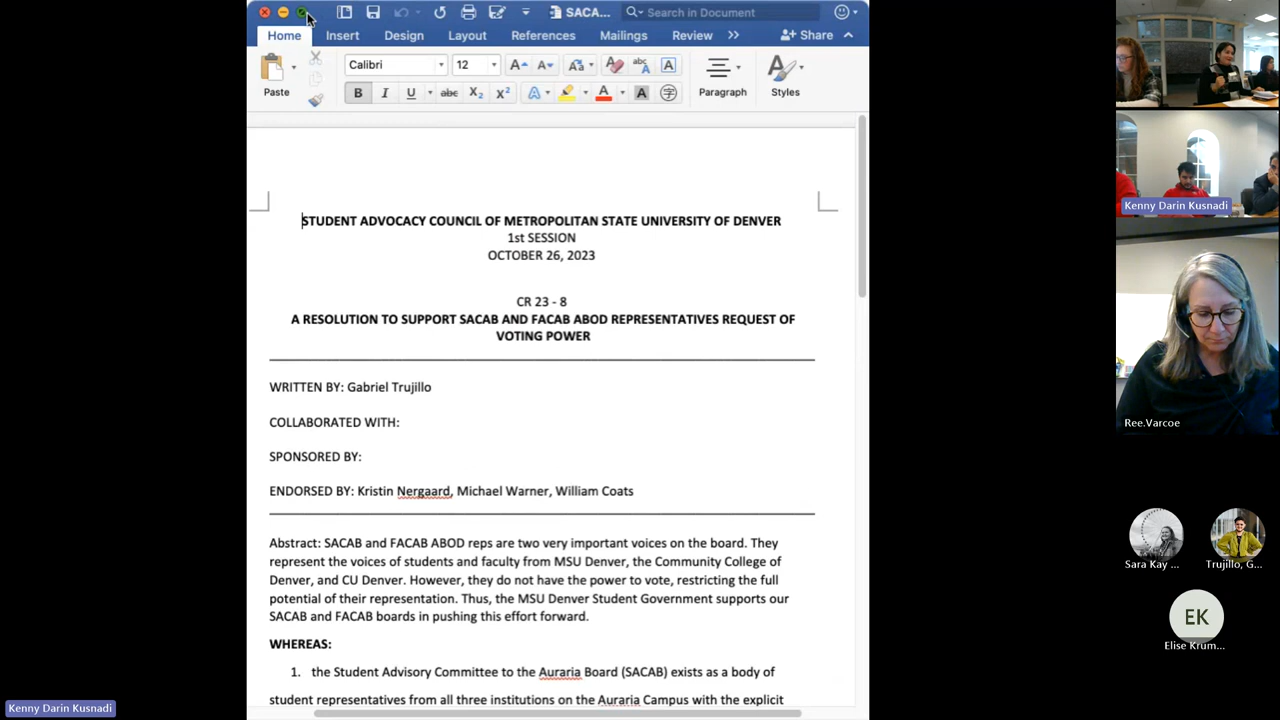 SACA...
Search in Document
Home
Insert
Design
Layout
References
Mailings
Review
Share
Paste
Calibri
12
Paragraph
Styles
STUDENT ADVOCACY COUNCIL OF METROPOLITAN STATE UNIVERSITY OF DENVER
1st SESSION
OCTOBER 26, 2023
CR 23 - 8
A RESOLUTION TO SUPPORT SACAB AND FACAB ABOD REPRESENTATIVES REQUEST OF
VOTING POWER
WRITTEN BY: Gabriel Trujillo
COLLABORATED WITH:
SPONSORED BY:
ENDORSED BY: Kristin Nergaard, Michael Warner, William Coats
Abstract: SACAB and FACAB ABOD reps are two very important voices on the board. They
represent the voices of students and faculty from MSU Denver, the Community College of
Denver, and CU Denver. However, they do not have the power to vote, restricting the full
potential of their representation. Thus, the MSU Denver Student Government supports our
SACAB and FACAB boards in pushing this effort forward.
WHEREAS:
1. the Student Advisory Committee to the Auraria Board (SACAB) exists as a body of
student representatives from all three institutions on the Auraria Campus with the explicit
Kenny Darin Kusnadi
Ree.Varcoe
Sara Kay ...
Trujillo, G...
EK
Elise Krum...
Kenny Darin Kusnadi